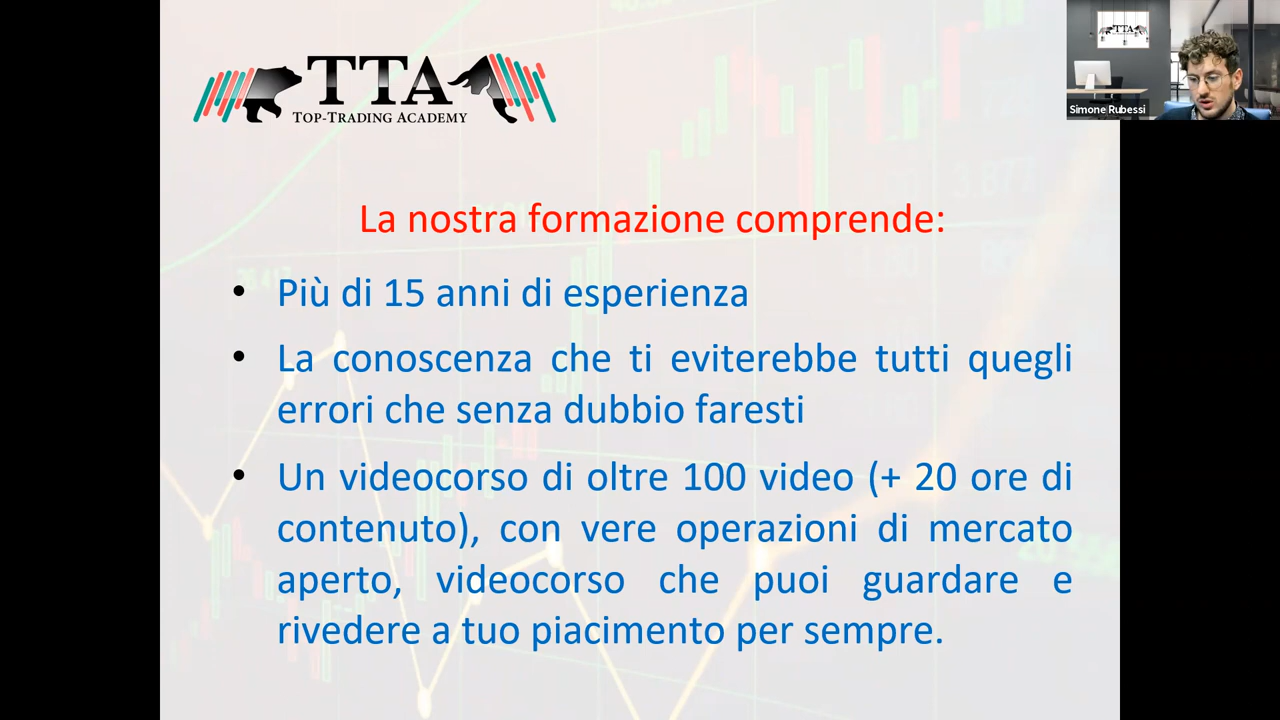 TTA
TOP-TRADING ACADEMY
Simone Rubessi
La nostra formazione comprende:
• Più di 15 anni di esperienza
• La conoscenza che ti eviterebbe tutti quegli
errori che senza dubbio faresti
• Un videocorso di oltre 100 video (+ 20 ore di
contenuto), con vere operazioni di mercato
aperto, videocorso che puoi guardare e
rivedere a tuo piacimento per sempre.